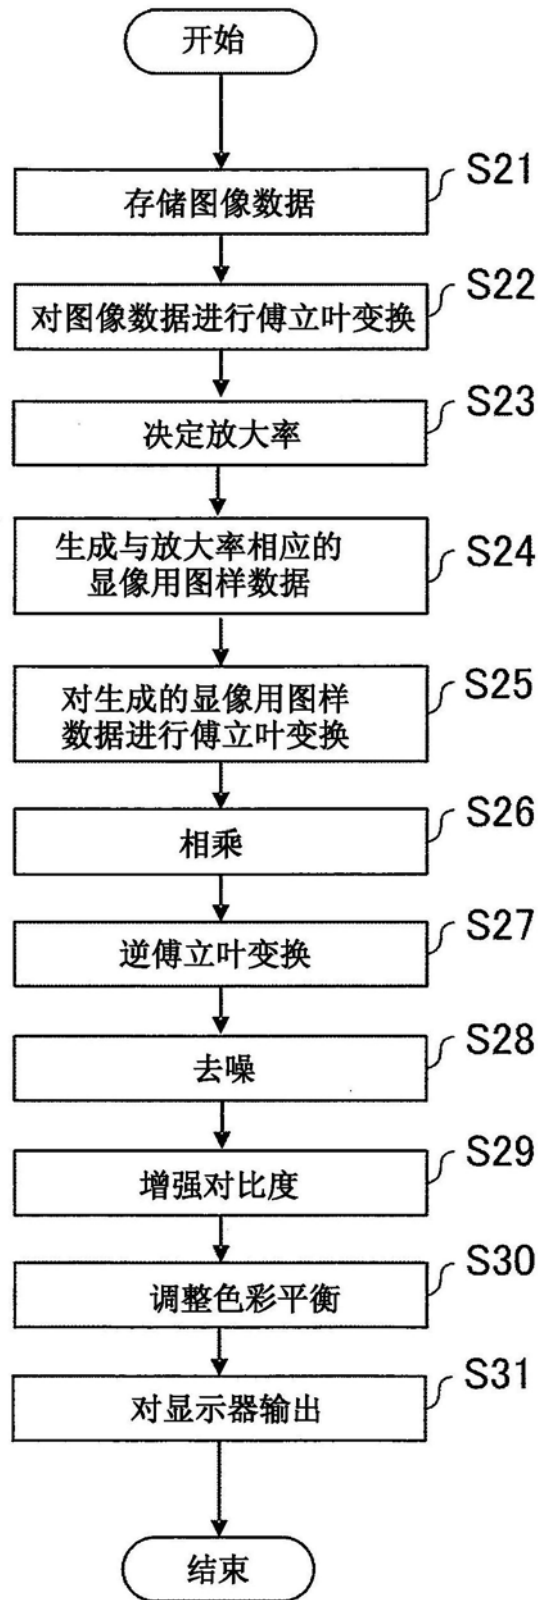 开始
S21
存储图像数据
S22
对图像数据进行傅立叶变换
S23
决定放大率
S24
生成与放大率相应的
显像用图样数据
S25
对生成的显像用图样
数据进行傅立叶变换
S26
相乘
S27
逆傅立叶变换
S28
去噪
S29
增强对比度
S30
调整色彩平衡
S31
对显示器输出
结束